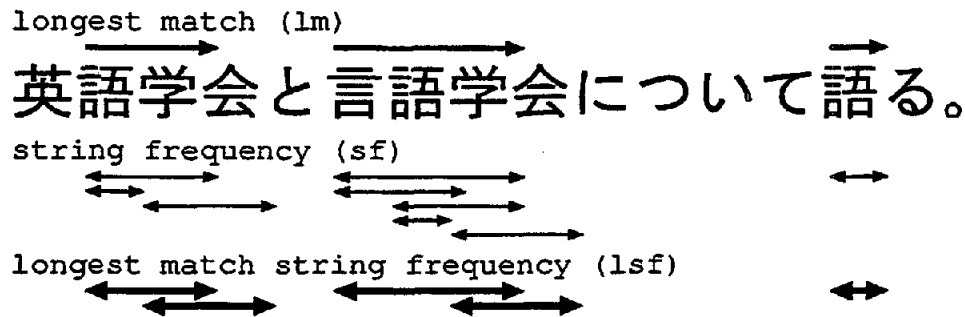 longest match (lm)
英語学会と言語学会について語る。
string frequency (sf)
longest match string frequency (lsf)